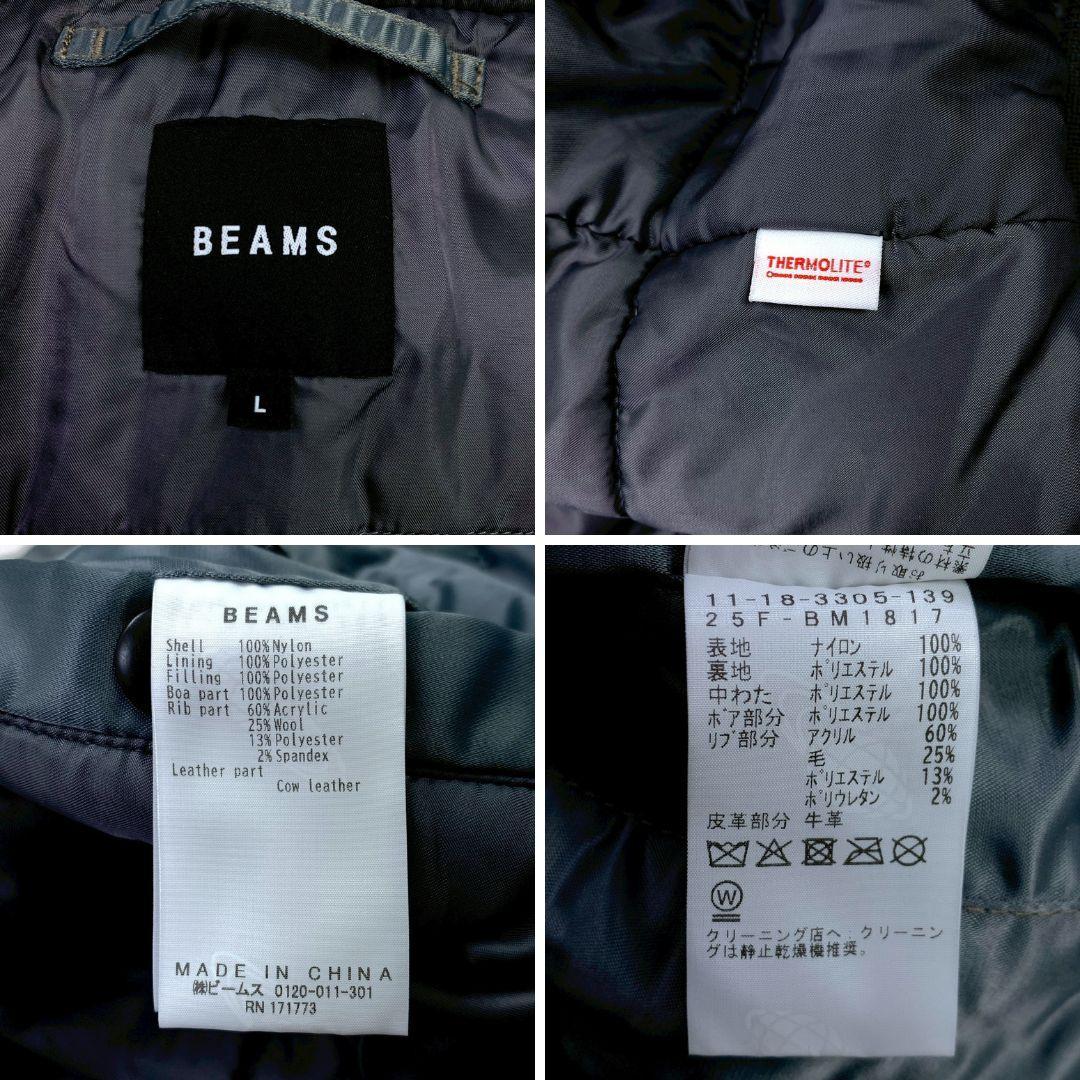 BEAMS
L
THERMOLITE®
BEAMS
Shell 100% Nylon
Lining 100% Polyester
Filling 100% Polyester
Boa part 100% Polyester
Rib part 60% Acrylic
25% Wool
13% Polyester
2% Spandex
Leather part
Cow leather
MADE IN CHINA
㈱ビームス 0120-011-301
RN 171773
11-18-3305-139
25F-BM1817
表地 ナイロン 100%
裏地 ポリエステル 100%
中わた ポリエステル 100%
ボア部分 ポリエステル 100%
リブ部分 アクリル 60%
毛 25%
ポリエステル 13%
ポリウレタン 2%
皮革部分 牛革
W
クリーニング店へ。クリーニン
グは静止乾燥機推奨。